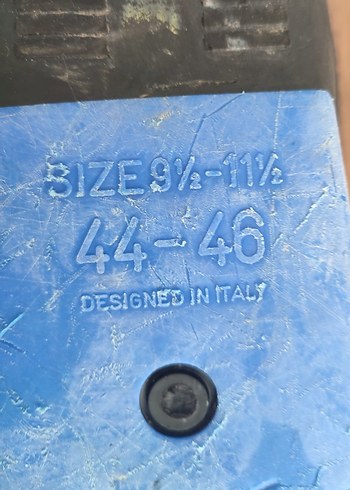 SIZE 9½-11½
44-46
DESIGNED IN ITALY